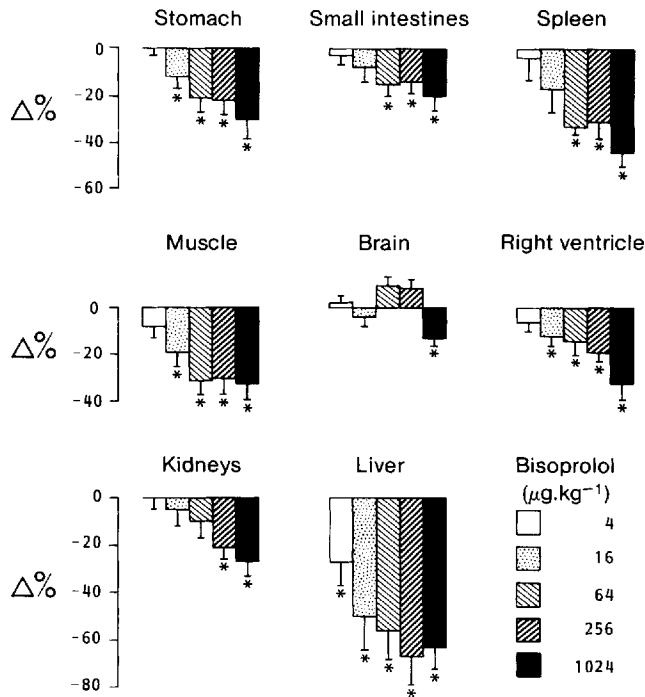 Stomach Small intestines Spleen
Δ%
0
-20
-40
-60
* * * *
* * *
* * *
Muscle Brain Right ventricle
Δ%
0
-20
-40
* * * *
*
* * * *
Kidneys Liver Bisoprolol
(μg.kg⁻¹)
Δ%
0
-20
-40
-60
-80
* *
* * * * *
4
16
64
256
1024